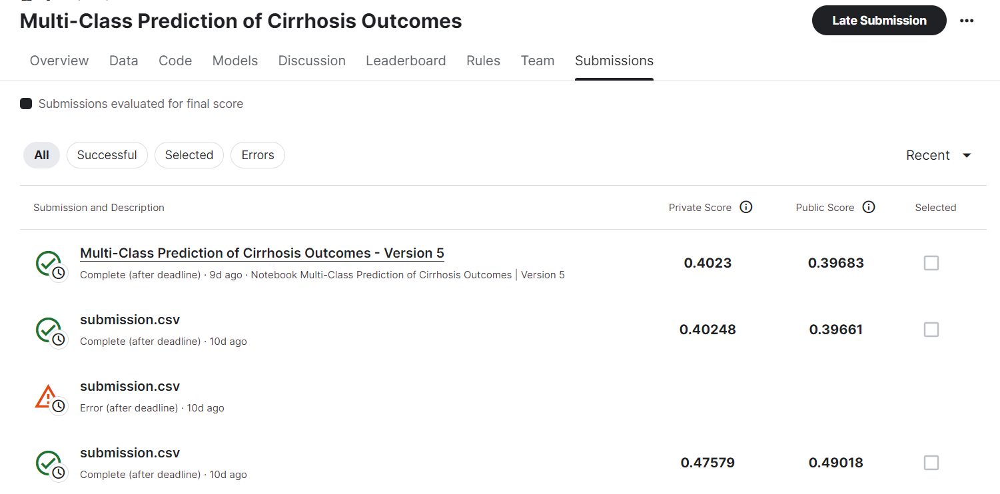 Multi-Class Prediction of Cirrhosis Outcomes
Late Submission
Overview Data Code Models Discussion Leaderboard Rules Team Submissions
Submissions evaluated for final score
All Successful Selected Errors Recent
Submission and Description Private Score Public Score Selected
Multi-Class Prediction of Cirrhosis Outcomes - Version 5
Complete (after deadline) · 9d ago · Notebook Multi-Class Prediction of Cirrhosis Outcomes | Version 5
0.4023 0.39683
submission.csv
Complete (after deadline) · 10d ago
0.40248 0.39661
submission.csv
Error (after deadline) · 10d ago
submission.csv
Complete (after deadline) · 10d ago
0.47579 0.49018